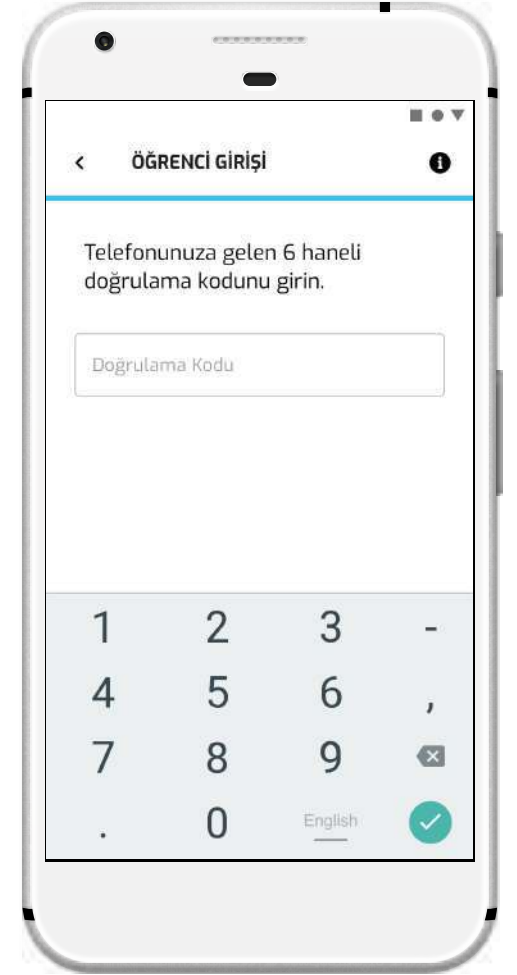 ÖĞRENCİ GİRİŞİ
Telefonunuza gelen 6 haneli
doğrulama kodunu girin.
Doğrulama Kodu
1 2 3 -
4 5 6 ,
7 8 9
. 0 English